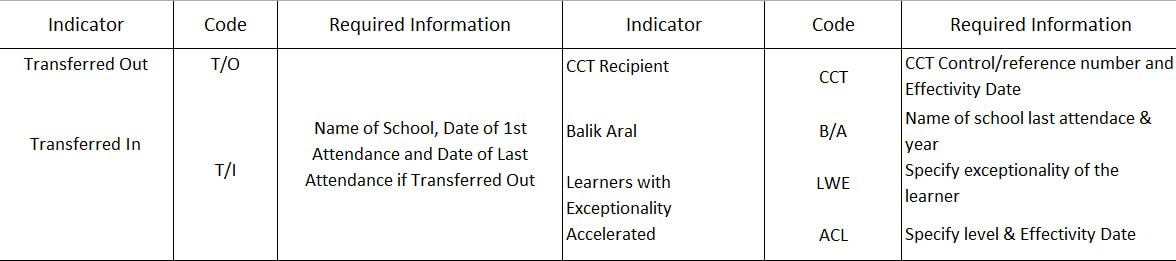 Indicator Code Required Information Indicator Code Required Information
Transferred Out T/O
Transferred In
T/I
Name of School, Date of 1st
Attendance and Date of Last
Attendance if Transferred Out
CCT Recipient
CCT
CCT Control/reference number and
Effectivity Date
Balik Aral
B/A
Name of school last attendace &
year
Learners with
Exceptionality
LWE
Specify exceptionality of the
learner
Accelerated
ACL
Specify level & Effectivity Date